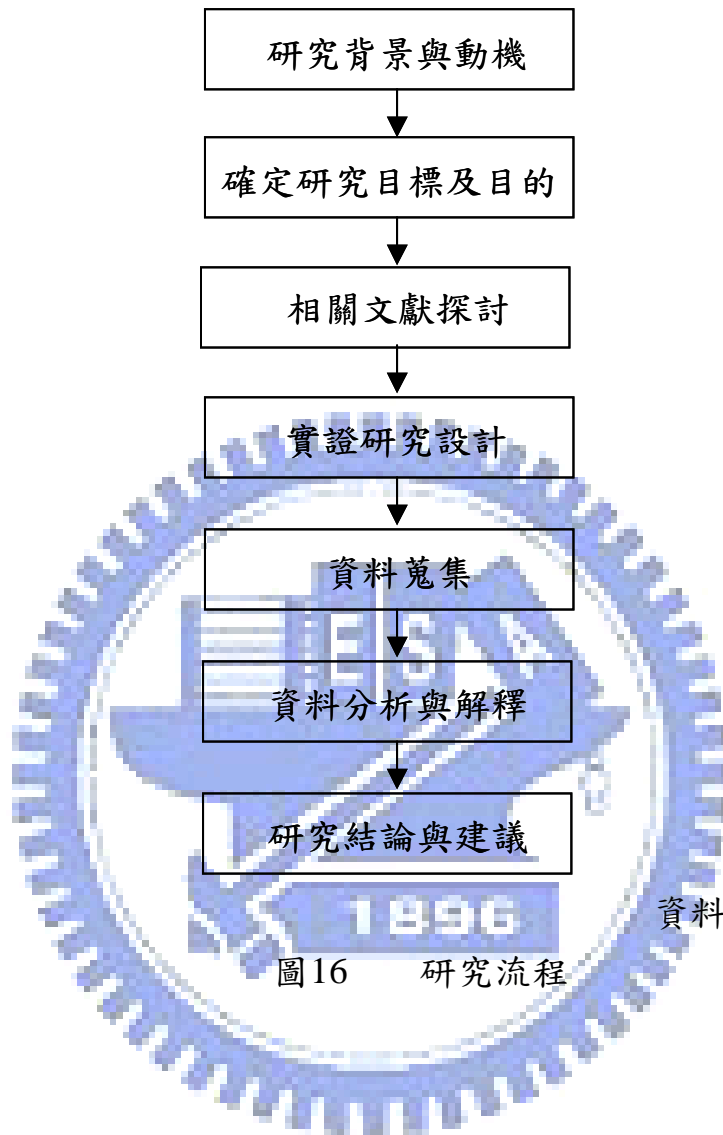 研究背景與動機
確定研究目標及目的
相關文獻探討
實證研究設計
資料蒐集
E S A
資料分析與解釋
研究結論與建議
1896
資料
圖16 研究流程